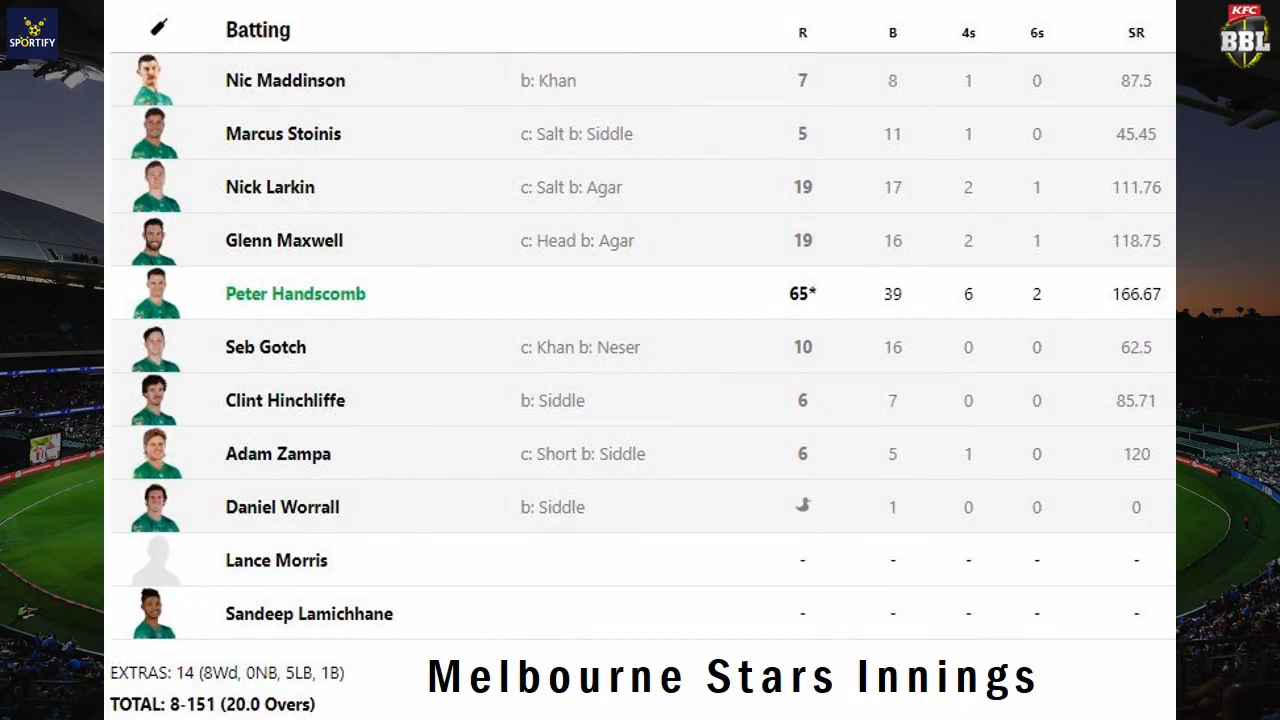 SPORTIFY
KFC
BBL
Batting R B 4s 6s SR
Nic Maddinson b: Khan 7 8 1 0 87.5
Marcus Stoinis c: Salt b: Siddle 5 11 1 0 45.45
Nick Larkin c: Salt b: Agar 19 17 2 1 111.76
Glenn Maxwell c: Head b: Agar 19 16 2 1 118.75
Peter Handscomb 65* 39 6 2 166.67
Seb Gotch c: Khan b: Neser 10 16 0 0 62.5
Clint Hinchliffe b: Siddle 6 7 0 0 85.71
Adam Zampa c: Short b: Siddle 6 5 1 0 120
Daniel Worrall b: Siddle 1 0 0 0
Lance Morris - - - - -
Sandeep Lamichhane - - - - -
EXTRAS: 14 (8Wd, 0NB, 5LB, 1B)
Melbourne Stars Innings
TOTAL: 8-151 (20.0 Overs)